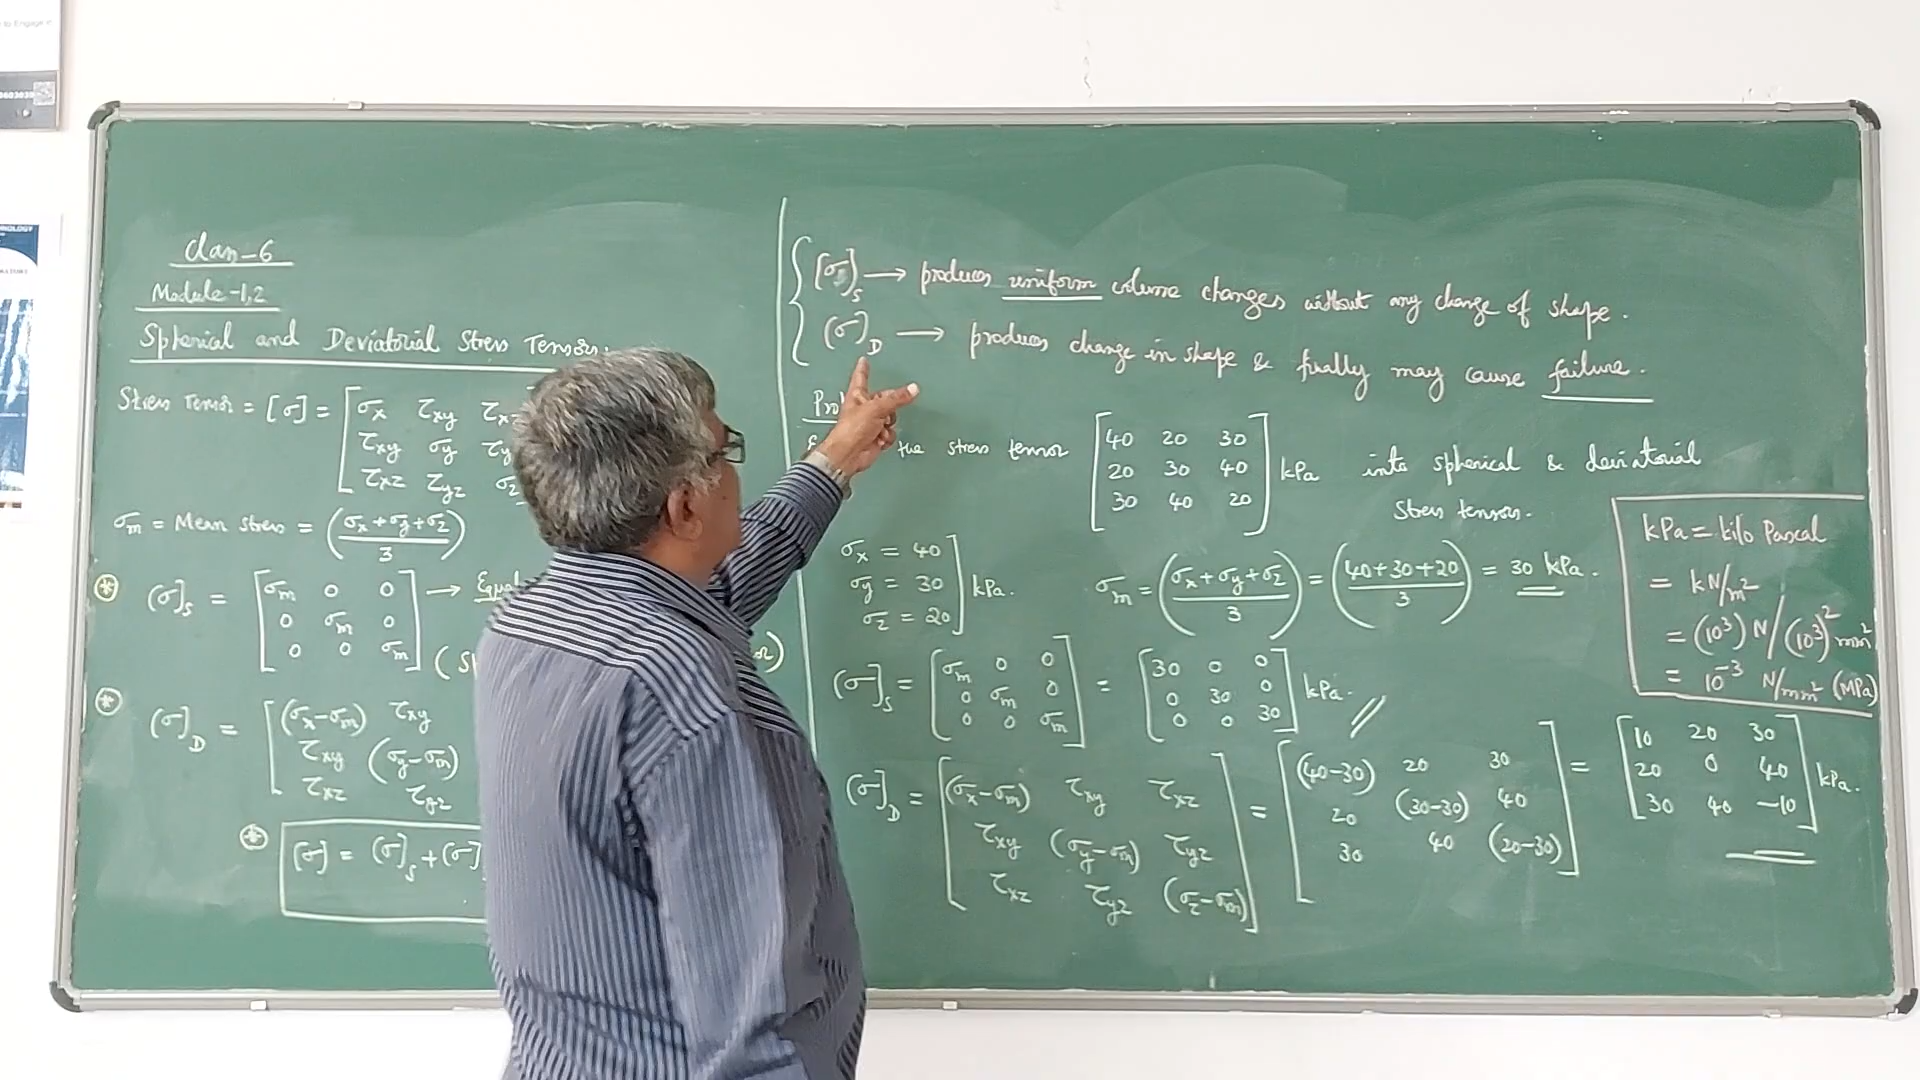 to Engage in
603039
NOLOGY
Class-6
Module-1,2
Spherical and Deviatorial Stress Tensors.
Stress Tensor = [σ] = [σx τxy τx
τxy σy τy
τxz τyz σz
σm = Mean stress = (σx+σy+σz / 3)
* [σ]S = [σm 0 0
0 σm 0
0 0 σm] →
* [σ]D = [(σx-σm) τxy
τxy (σy-σm)
τxz τyz
* [σ] = [σ]S + [σ]
{ [σ]S → produces uniform volume changes without any change of shape.
[σ]D → produces change in shape & finally may cause failure.
the stress tensor [40 20 30
20 30 40
30 40 20] kPa into spherical & deviatorial
stress tensors.
σx = 40
σy = 30
σz = 20] kPa.
σm = (σx+σy+σz / 3) = (40+30+20 / 3) = 30 kPa.
kPa = kilo Pascal
= kN/m²
= (10³) N/(10³)² mm²
= 10⁻³ N/mm² (MPa)
[σ]S = [σm 0 0
0 σm 0
0 0 σm] = [30 0 0
0 30 0
0 0 30] kPa.
[σ]D = [(σx-σm) τxy τxz
τxy (σy-σm) τyz
τxz τyz (σz-σm)] = [(40-30) 20 30
20 (30-30) 40
30 40 (20-30)] = [10 20 30
20 0 40
30 40 -10] kPa.